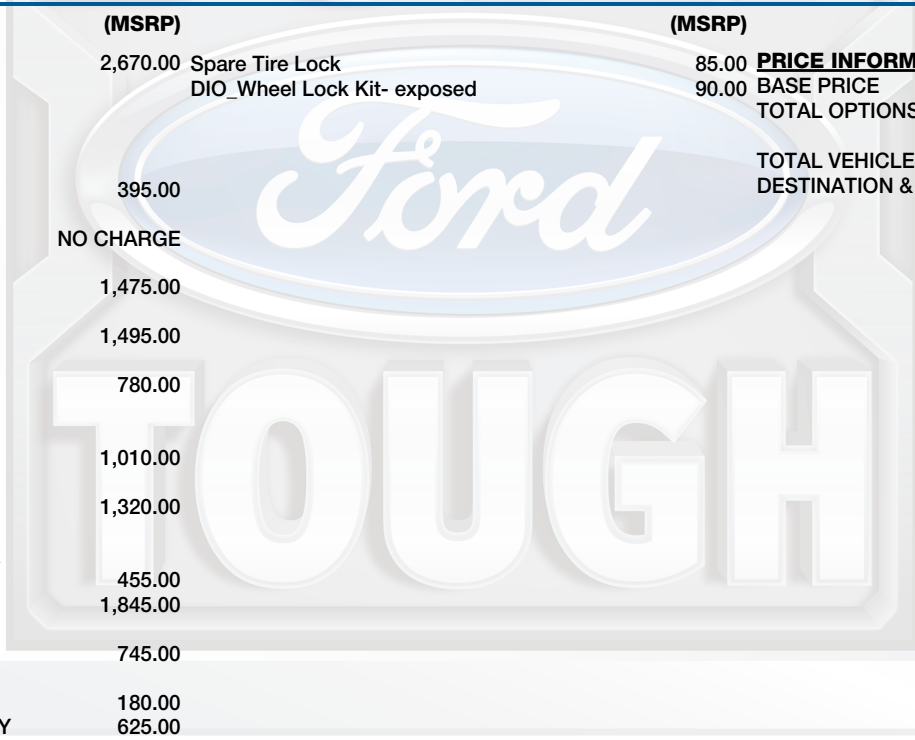 (MSRP) (MSRP)
2,670.00 Spare Tire Lock 85.00 PRICE INFORM
DIO_Wheel Lock Kit- exposed 90.00 BASE PRICE
TOTAL OPTIONS
TOTAL VEHICLE
395.00 DESTINATION &
Ford
NO CHARGE
1,475.00
1,495.00
780.00
1,010.00
1,320.00
TOUGH
455.00
1,845.00
745.00
180.00
Y 625.00